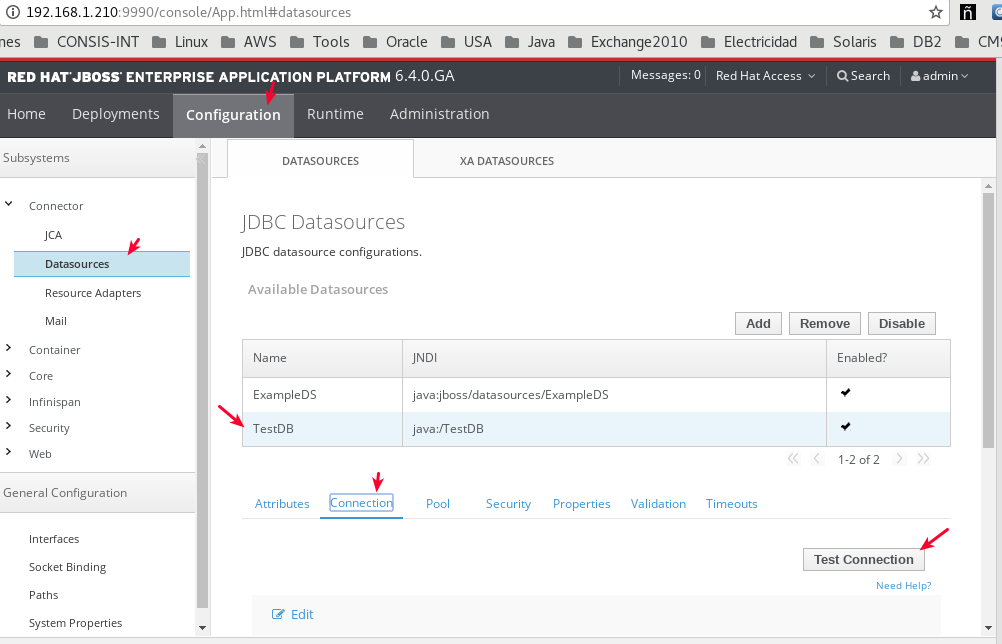 192.168.1.210:9990/console/App.html#datasources
nes CONSIS-INT Linux AWS Tools Oracle USA Java Exchange2010 Electricidad Solaris DB2 CMS
RED HAT JBOSS ENTERPRISE APPLICATION PLATFORM 6.4.0.GA
Messages: 0 Red Hat Access Search admin
Home Deployments Configuration Runtime Administration
Subsystems
Connector
JCA
Datasources
Resource Adapters
Mail
Container
Core
Infinispan
Security
Web
General Configuration
Interfaces
Socket Binding
Paths
System Properties
DATASOURCES XA DATASOURCES
JDBC Datasources
JDBC datasource configurations.
Available Datasources
Add Remove Disable
Name JNDI Enabled?
ExampleDS java:jboss/datasources/ExampleDS
TestDB java:/TestDB
1-2 of 2
Attributes Connection Pool Security Properties Validation Timeouts
Test Connection
Need Help?
Edit